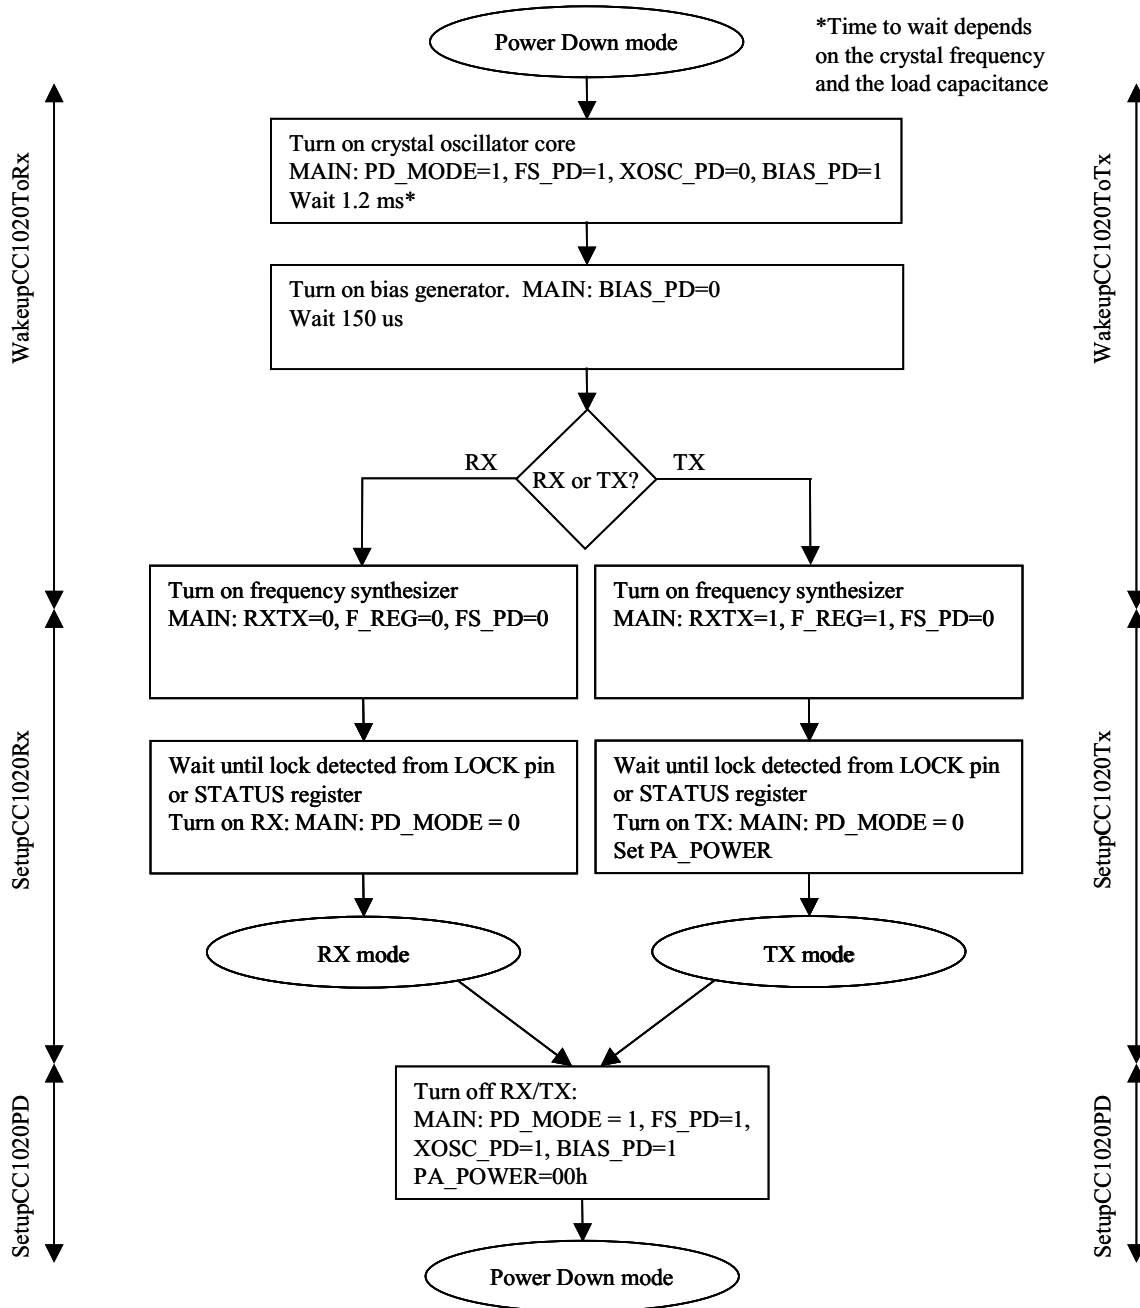 Power Down mode
*Time to wait depends
on the crystal frequency
and the load capacitance
WakeupCC1020ToRx
WakeupCC1020ToTx
Turn on crystal oscillator core
MAIN: PD_MODE=1, FS_PD=1, XOSC_PD=0, BIAS_PD=1
Wait 1.2 ms*
Turn on bias generator.  MAIN: BIAS_PD=0
Wait 150 us
RX
RX or TX?
TX
Turn on frequency synthesizer
MAIN: RXTX=0, F_REG=0, FS_PD=0
Turn on frequency synthesizer
MAIN: RXTX=1, F_REG=1, FS_PD=0
SetupCC1020Rx
SetupCC1020Tx
Wait until lock detected from LOCK pin
or STATUS register
Turn on RX: MAIN: PD_MODE = 0
Wait until lock detected from LOCK pin
or STATUS register
Turn on TX: MAIN: PD_MODE = 0
Set PA_POWER
RX mode
TX mode
Turn off RX/TX:
MAIN: PD_MODE = 1, FS_PD=1,
XOSC_PD=1, BIAS_PD=1
PA_POWER=00h
SetupCC1020PD
SetupCC1020PD
Power Down mode